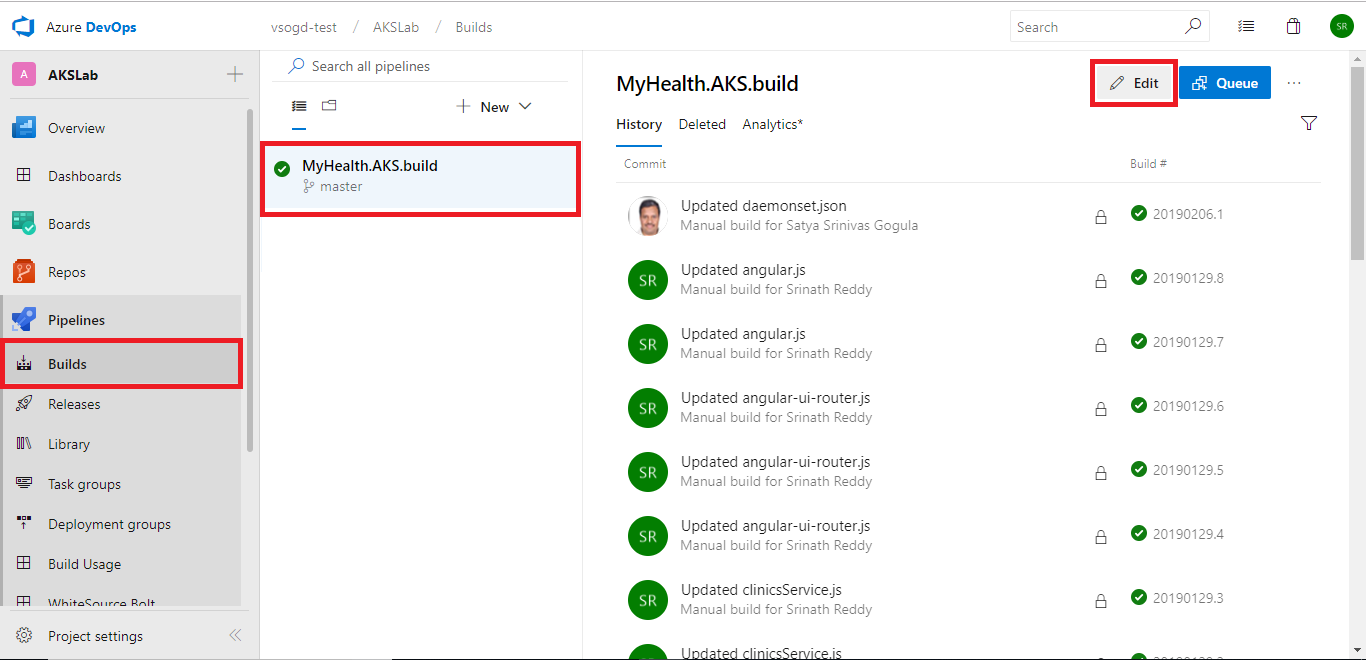 Azure DevOps
vsogd-test / AKSLab / Builds
Search
SR
A AKSLab
Overview
Dashboards
Boards
Repos
Pipelines
Builds
Releases
Library
Task groups
Deployment groups
Build Usage
WhiteSource Bolt
Project settings
Search all pipelines
New
MyHealth.AKS.build
master
MyHealth.AKS.build
Edit
Queue
History Deleted Analytics*
Commit Build #
Updated daemonset.json
Manual build for Satya Srinivas Gogula
20190206.1
SR
Updated angular.js
Manual build for Srinath Reddy
20190129.8
SR
Updated angular.js
Manual build for Srinath Reddy
20190129.7
SR
Updated angular-ui-router.js
Manual build for Srinath Reddy
20190129.6
SR
Updated angular-ui-router.js
Manual build for Srinath Reddy
20190129.5
SR
Updated angular-ui-router.js
Manual build for Srinath Reddy
20190129.4
SR
Updated clinicsService.js
Manual build for Srinath Reddy
20190129.3
Updated clinicsService.js